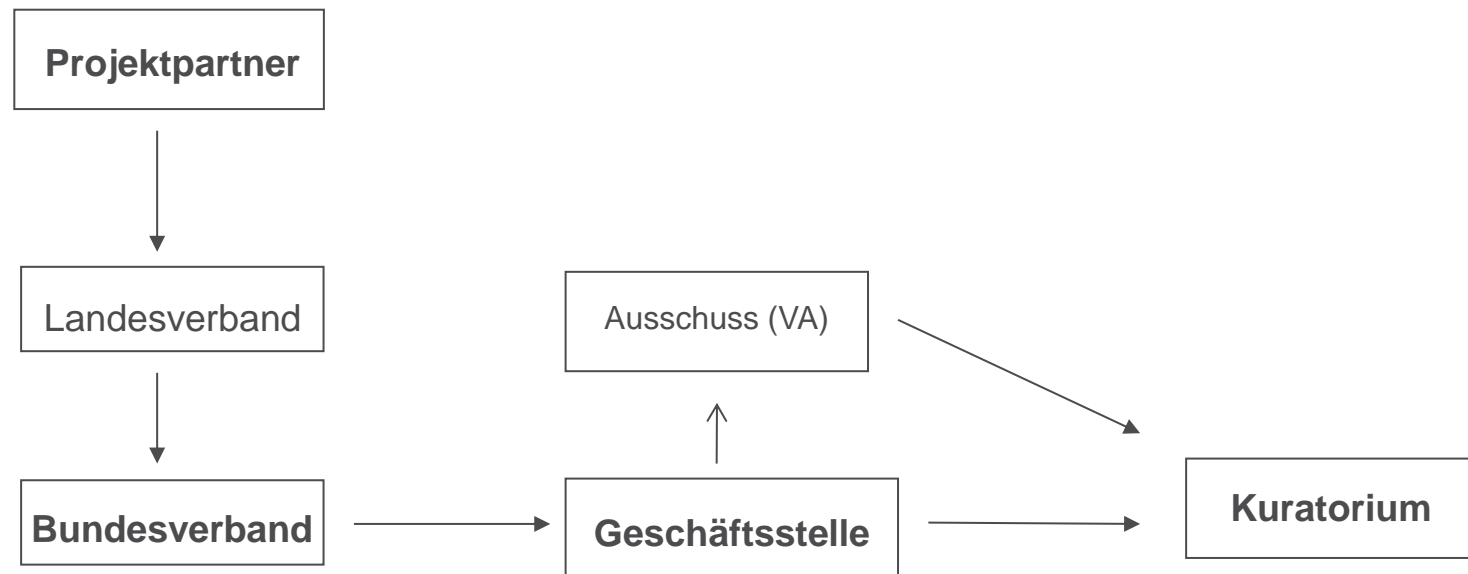 Projektpartner
Landesverband
Ausschuss (VA)
Bundesverband
Geschäftsstelle
Kuratorium